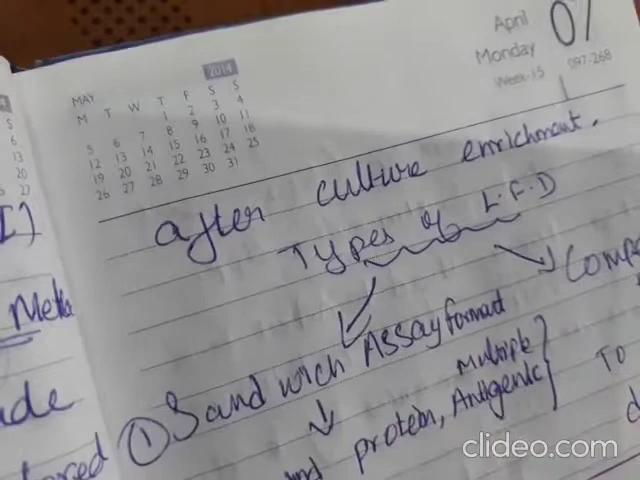 April 07
Monday
Week-15 097-268
MAY 2014
M T W T F S S
1 2 3 4
5 6 7 8 9 10 11
12 13 14 15 16 17 18
19 20 21 22 23 24 25
26 27 28 29 30 31
after culture enrichment.
Types of L.F.D
① Sandwich Assay format
Multiple
protein, Antigenic
TO
clideo.com